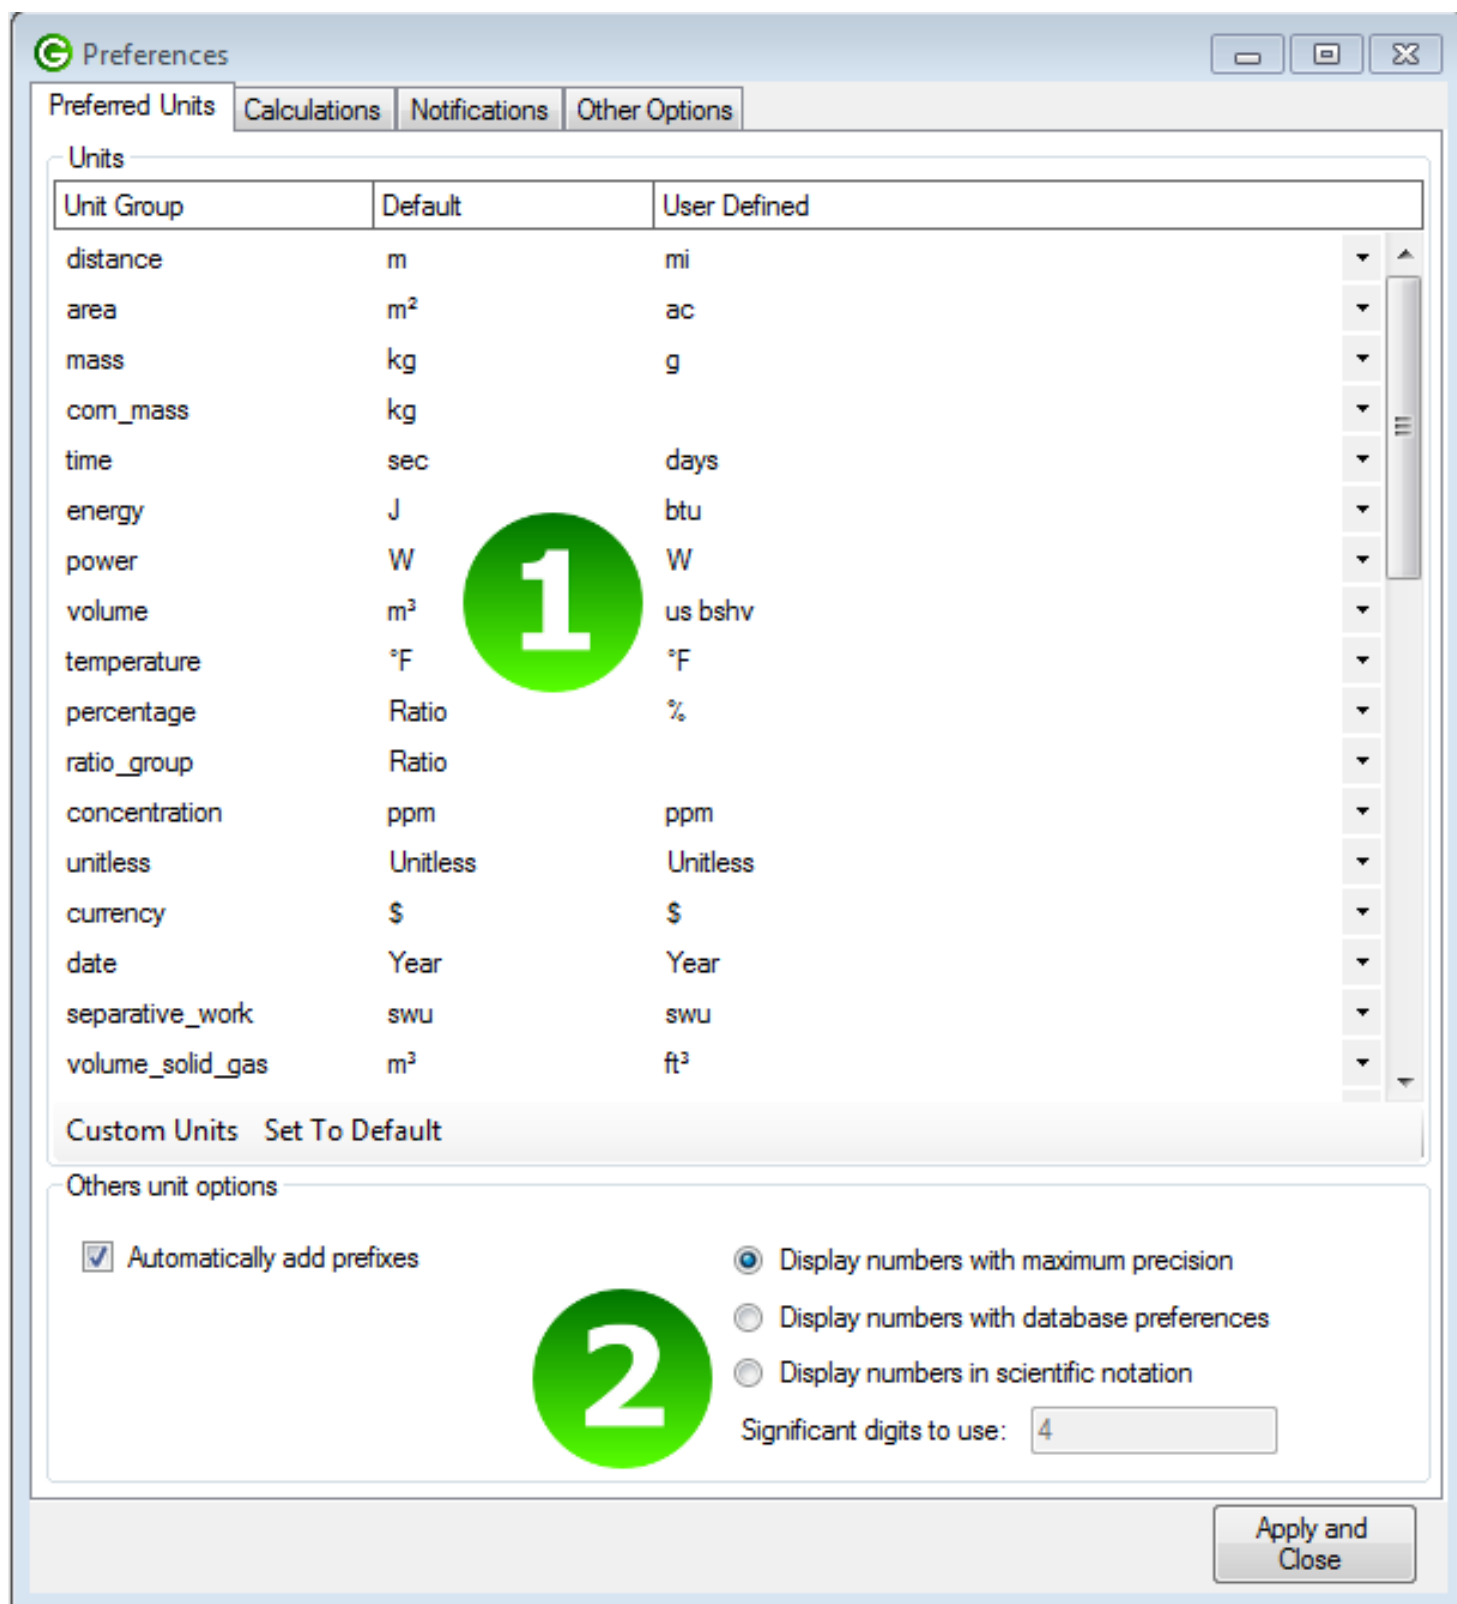 Preferences
Preferred Units Calculations Notifications Other Options
Units
Unit Group Default User Defined
distance m mi
area m² ac
mass kg g
corn_mass kg
time sec days
energy J btu
power W W
volume m³ us bshv
temperature °F °F
percentage Ratio %
ratio_group Ratio
concentration ppm ppm
unitless Unitless Unitless
currency $ $
date Year Year
separative_work swu swu
volume_solid_gas m³ ft³
1
Custom Units Set To Default
Others unit options
Automatically add prefixes
Display numbers with maximum precision
Display numbers with database preferences
2
Display numbers in scientific notation
Significant digits to use: 4
Apply and
Close